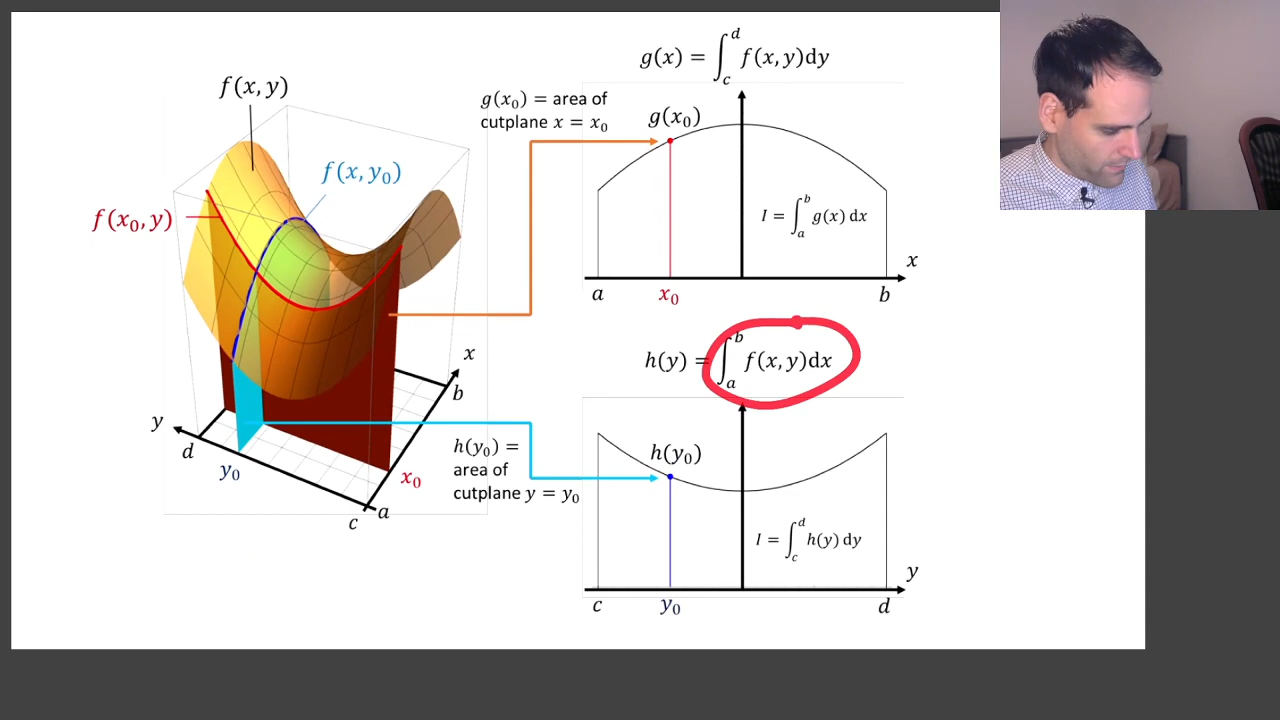 f(x, y)
f(x, y₀)
f(x₀, y)
x
b
y
d
y₀
x₀
c
a
g(x₀) = area of
cutplane x = x₀
h(y₀) =
area of
cutplane y = y₀
g(x) = ∫_c^d f(x, y)dy
g(x₀)
I = ∫_a^b g(x) dx
x
a
x₀
b
h(y) = ∫_a^b f(x, y)dx
h(y₀)
I = ∫_c^d h(y) dy
y
c
y₀
d